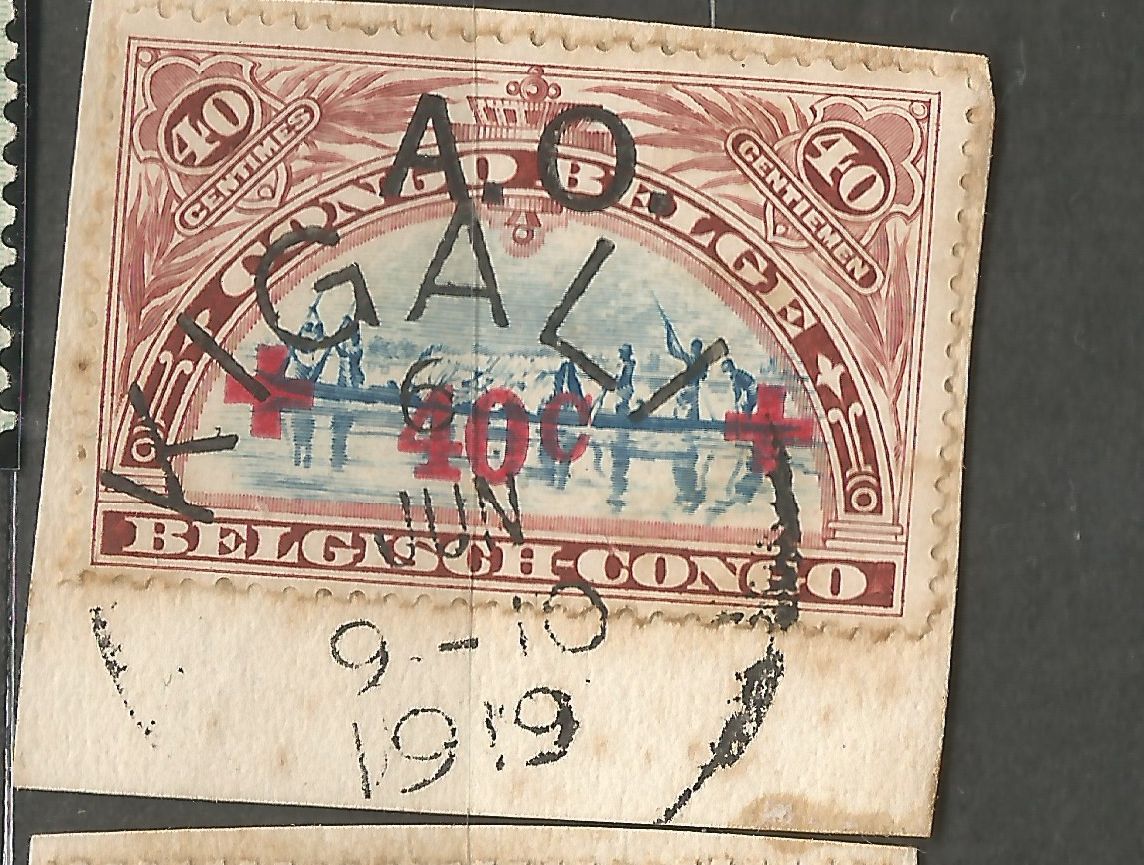 40 CENTIMES
40 CENTIEMEN
CONGO BELGE
A.O.
KIGALI
6
+ 40c +
JUN
BELGISCH-CONGO
9-10
1919